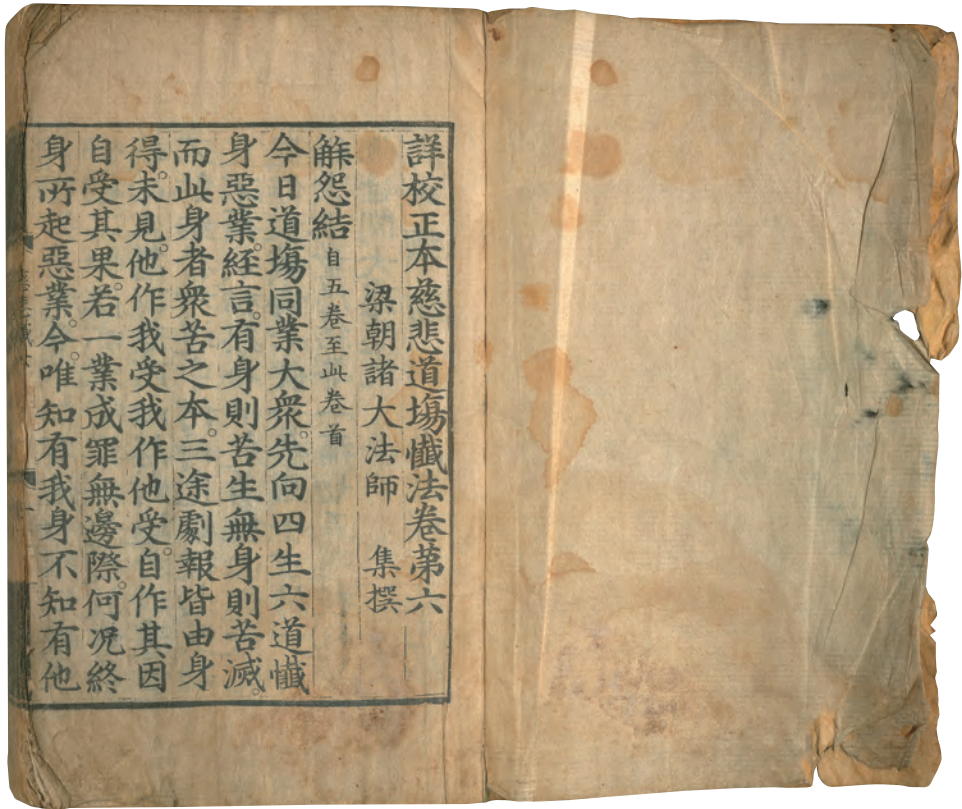 詳校正本慈悲道塲懺法卷苐六
梁朝諸大法師　集撰
觧怨結自五卷至此卷首
今日道塲同業大衆。先向四生六道懺
身惡業。經言。有身則苦生無身則苦滅。
而此身者衆苦之本。三途劇報皆由身
得。未見。他作我受我作他受。自作其因
自受其果。若一業成罪無邊際。何况終
身所起惡業。今。唯知有我身不知有他